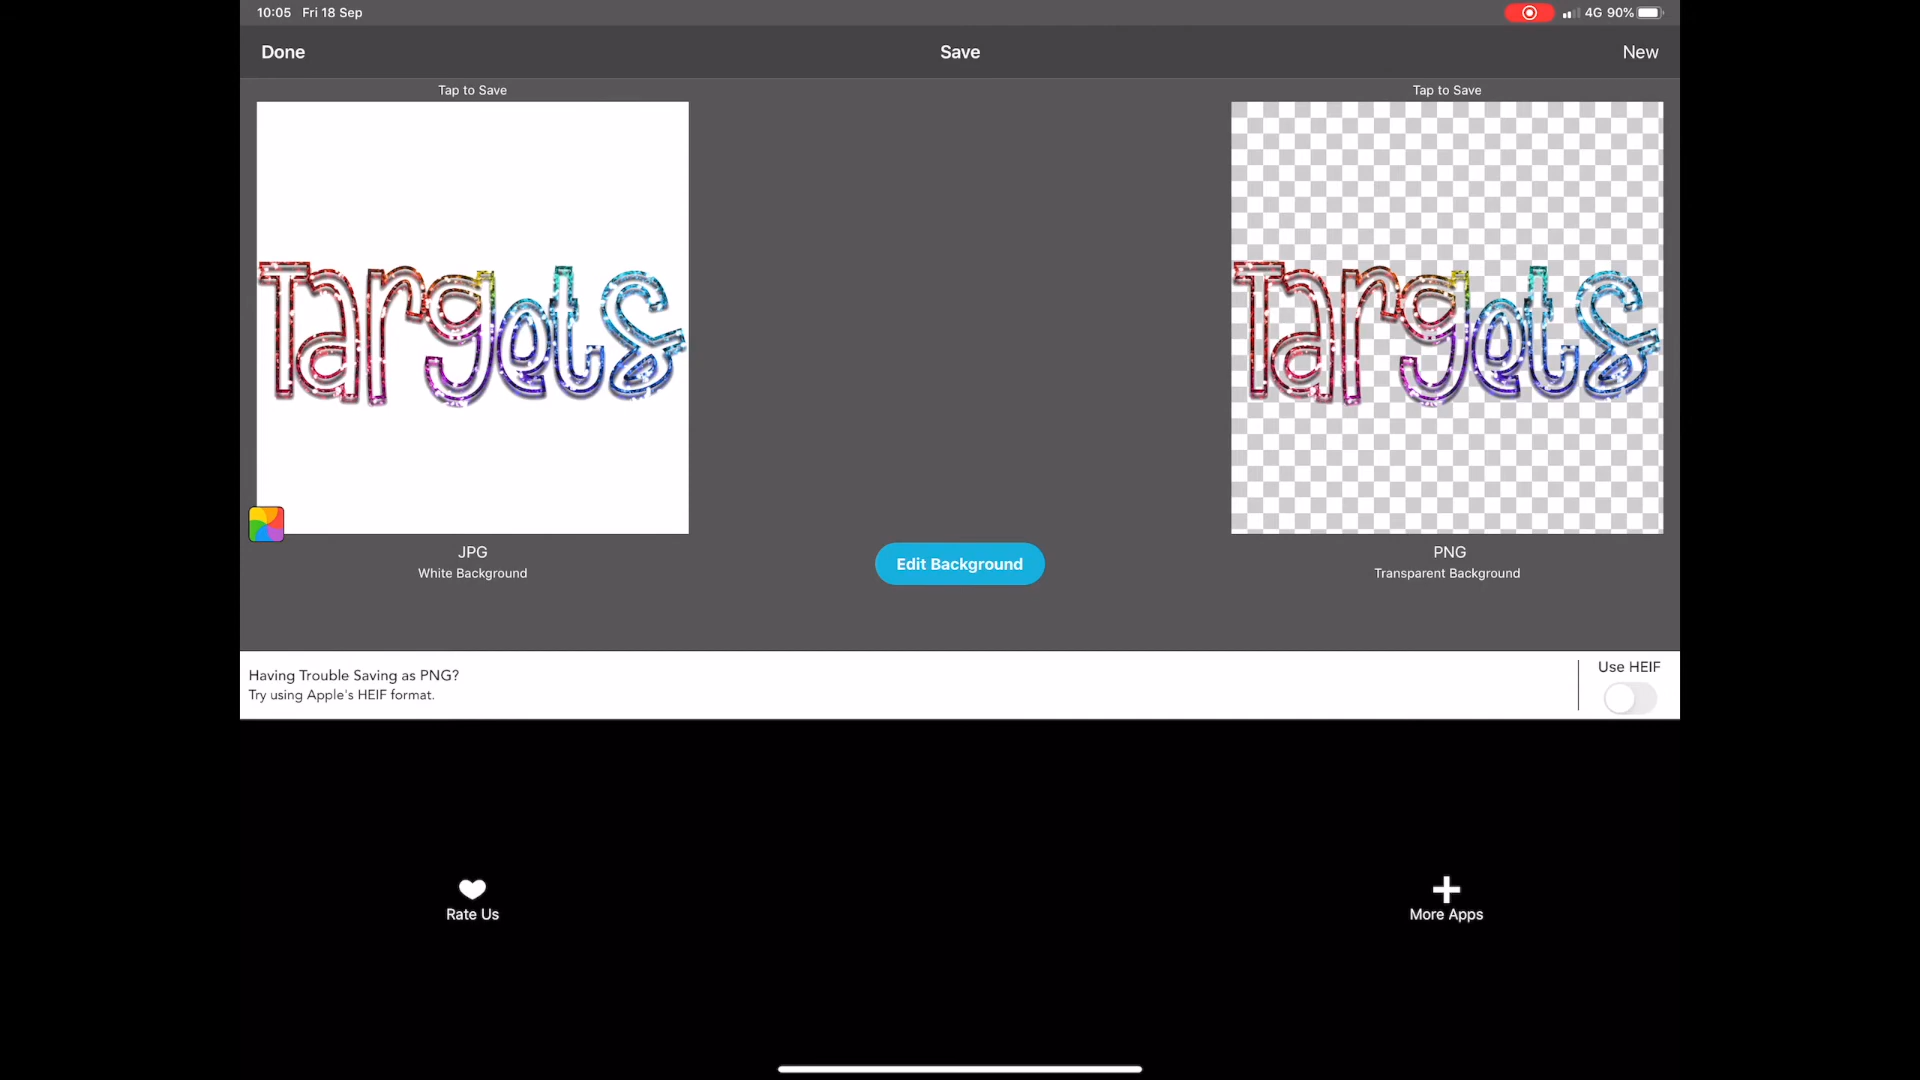 10:05 Fri 18 Sep
4G 90%
Done
Save
New
Tap to Save
Tap to Save
Targets
Targets
JPG
White Background
Edit Background
PNG
Transparent Background
Having Trouble Saving as PNG?
Try using Apple's HEIF format.
Use HEIF
Rate Us
More Apps